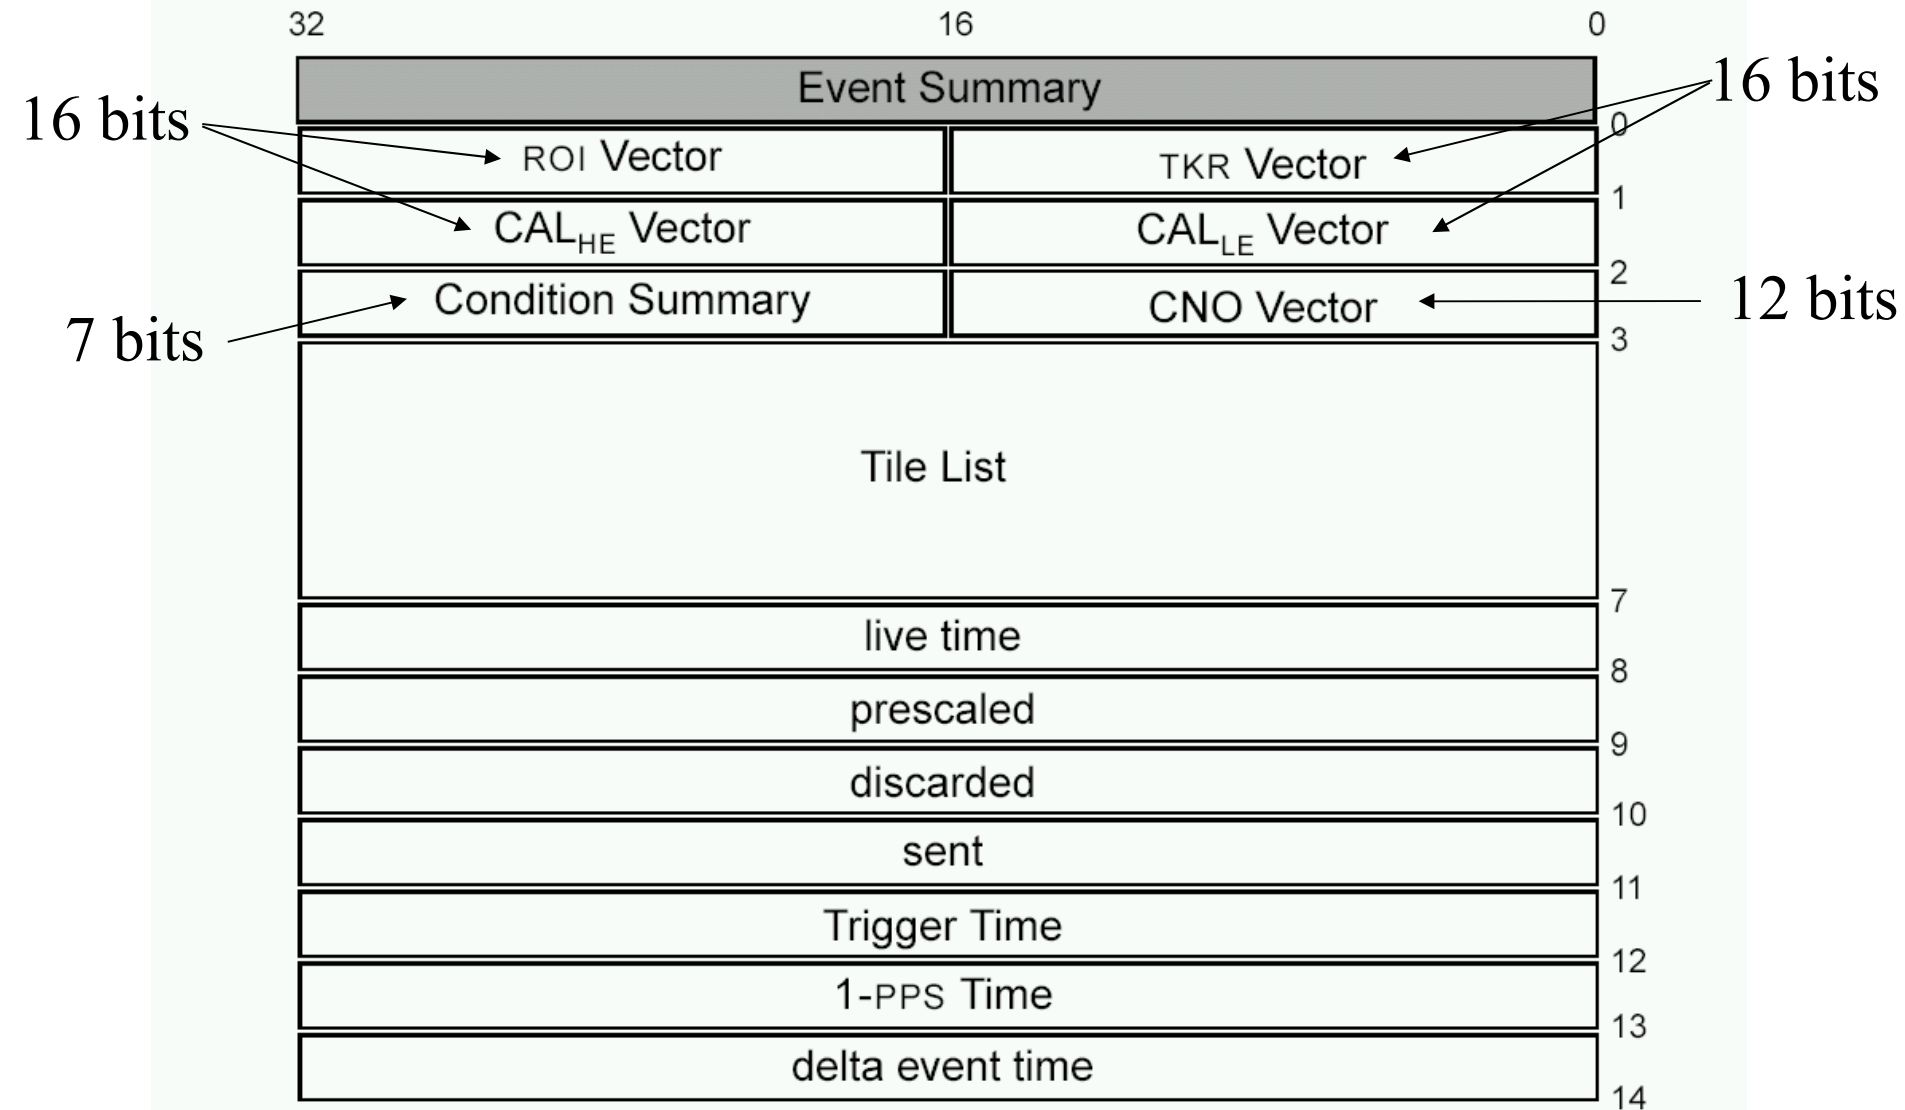 32 16 0
Event Summary
16 bits
16 bits
0
ROI Vector TKR Vector
1
CALHE Vector CALLE Vector
2
Condition Summary CNO Vector
7 bits
12 bits
3
Tile List
7
live time
8
prescaled
9
discarded
10
sent
11
Trigger Time
12
1-PPS Time
13
delta event time
14